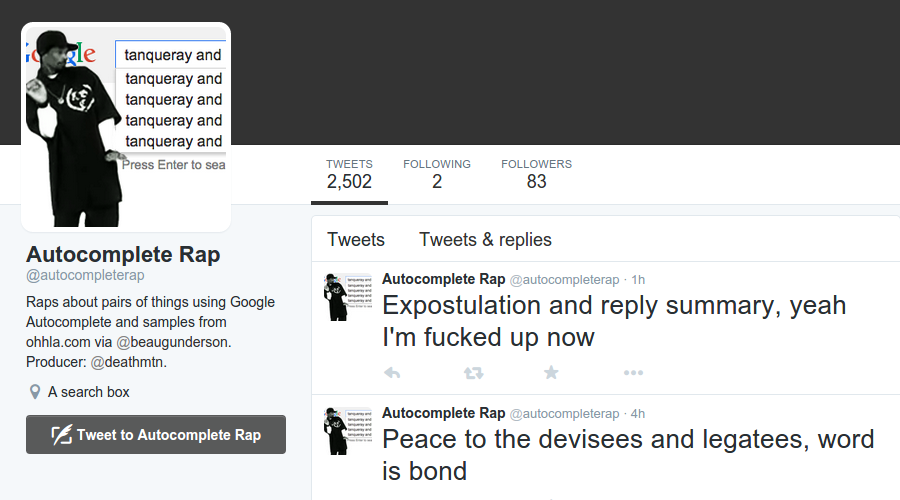 Google
tanqueray and
tanqueray and
tanqueray and
tanqueray and
tanqueray and
Press Enter to sea
TWEETS
2,502
FOLLOWING
2
FOLLOWERS
83
Autocomplete Rap
@autocompleterap
Raps about pairs of things using Google
Autocomplete and samples from
ohhla.com via @beaugunderson.
Producer: @deathmtn.
A search box
Tweet to Autocomplete Rap
Tweets Tweets & replies
Autocomplete Rap @autocompleterap · 1h
Expostulation and reply summary, yeah
I'm fucked up now
Autocomplete Rap @autocompleterap · 4h
Peace to the devisees and legatees, word
is bond